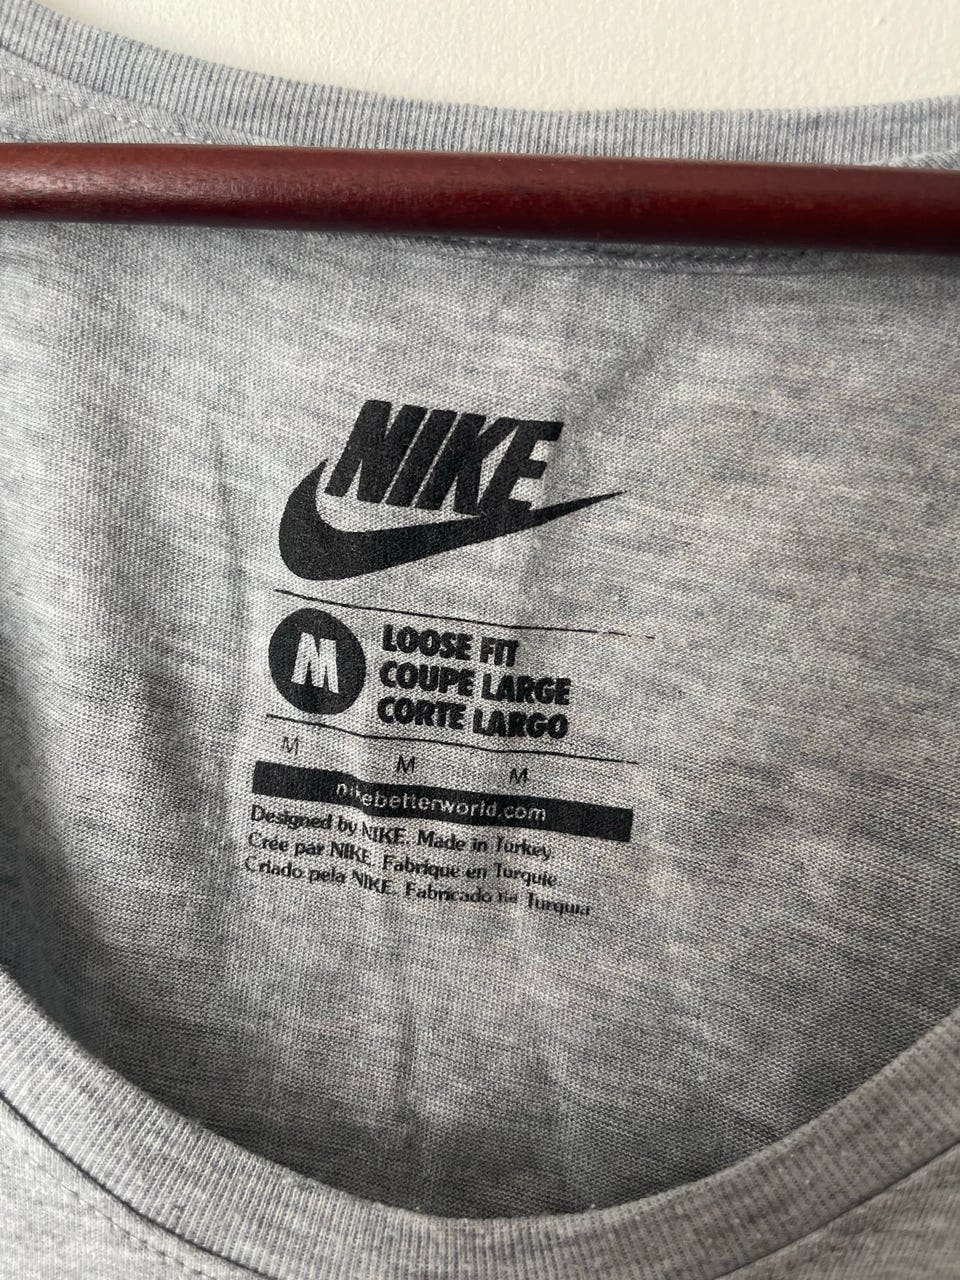 NIKE
M
LOOSE FIT
COUPE LARGE
CORTE LARGO
M M M
nikebetterworld.com
Designed by NIKE. Made in Turkey
Crée par NIKE. Fabrique en Turquie
Criado pela NIKE. Fabricado na Turquia